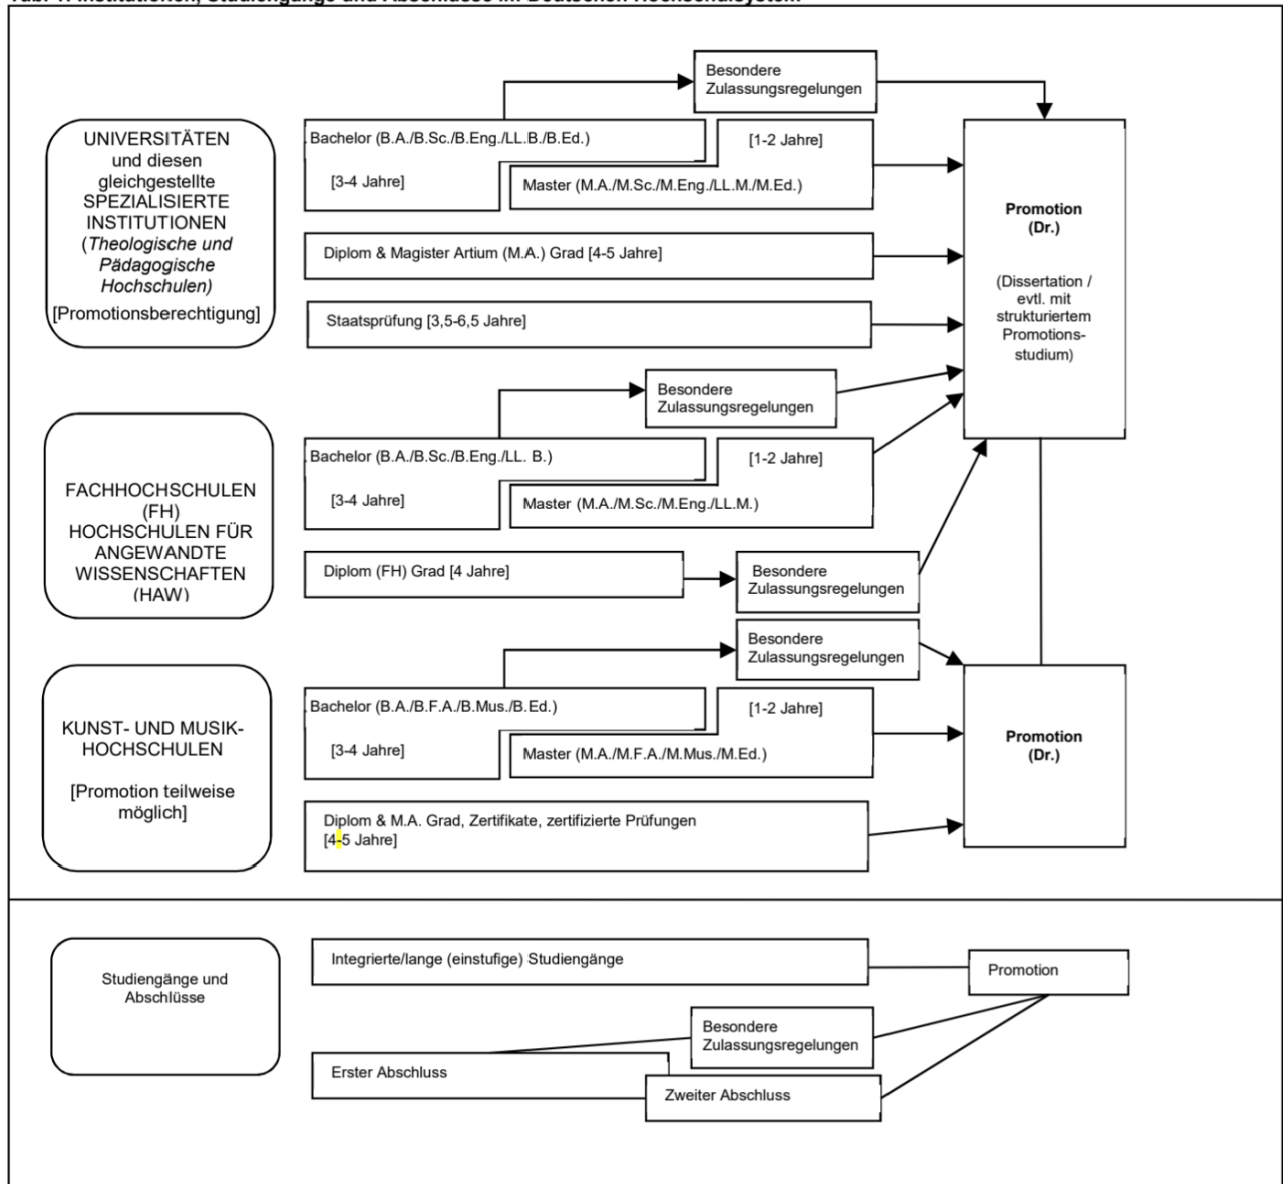 Tab. 1: Institutionen, Studiengänge und Abschlüsse im Deutschen Hochschulsystem
Besondere
Zulassungsregelungen
UNIVERSITÄTEN
und diesen
gleichgestellte
SPEZIALISIERTE
INSTITUTIONEN
(Theologische und
Pädagogische
Hochschulen)
[Promotionsberechtigung]
Bachelor (B.A./B.Sc./B.Eng./LL.B./B.Ed.)
[3-4 Jahre]
[1-2 Jahre]
Master (M.A./M.Sc./M.Eng./LL.M./M.Ed.)
Diplom & Magister Artium (M.A.) Grad [4-5 Jahre]
Staatsprüfung [3,5-6,5 Jahre]
Promotion
(Dr.)
(Dissertation /
evtl. mit
strukturiertem
Promotions-
studium)
Besondere
Zulassungsregelungen
FACHHOCHSCHULEN
(FH)
HOCHSCHULEN FÜR
ANGEWANDTE
WISSENSCHAFTEN
(HAW)
Bachelor (B.A./B.Sc./B.Eng./LL. B.)
[3-4 Jahre]
[1-2 Jahre]
Master (M.A./M.Sc./M.Eng./LL.M.)
Diplom (FH) Grad [4 Jahre]
Besondere
Zulassungsregelungen
Besondere
Zulassungsregelungen
KUNST- UND MUSIK-
HOCHSCHULEN
[Promotion teilweise
möglich]
Bachelor (B.A./B.F.A./B.Mus./B.Ed.)
[3-4 Jahre]
[1-2 Jahre]
Master (M.A./M.F.A./M.Mus./M.Ed.)
Diplom & M.A. Grad, Zertifikate, zertifizierte Prüfungen
[4-5 Jahre]
Promotion
(Dr.)
Studiengänge und
Abschlüsse
Integrierte/lange (einstufige) Studiengänge
Promotion
Besondere
Zulassungsregelungen
Erster Abschluss
Zweiter Abschluss